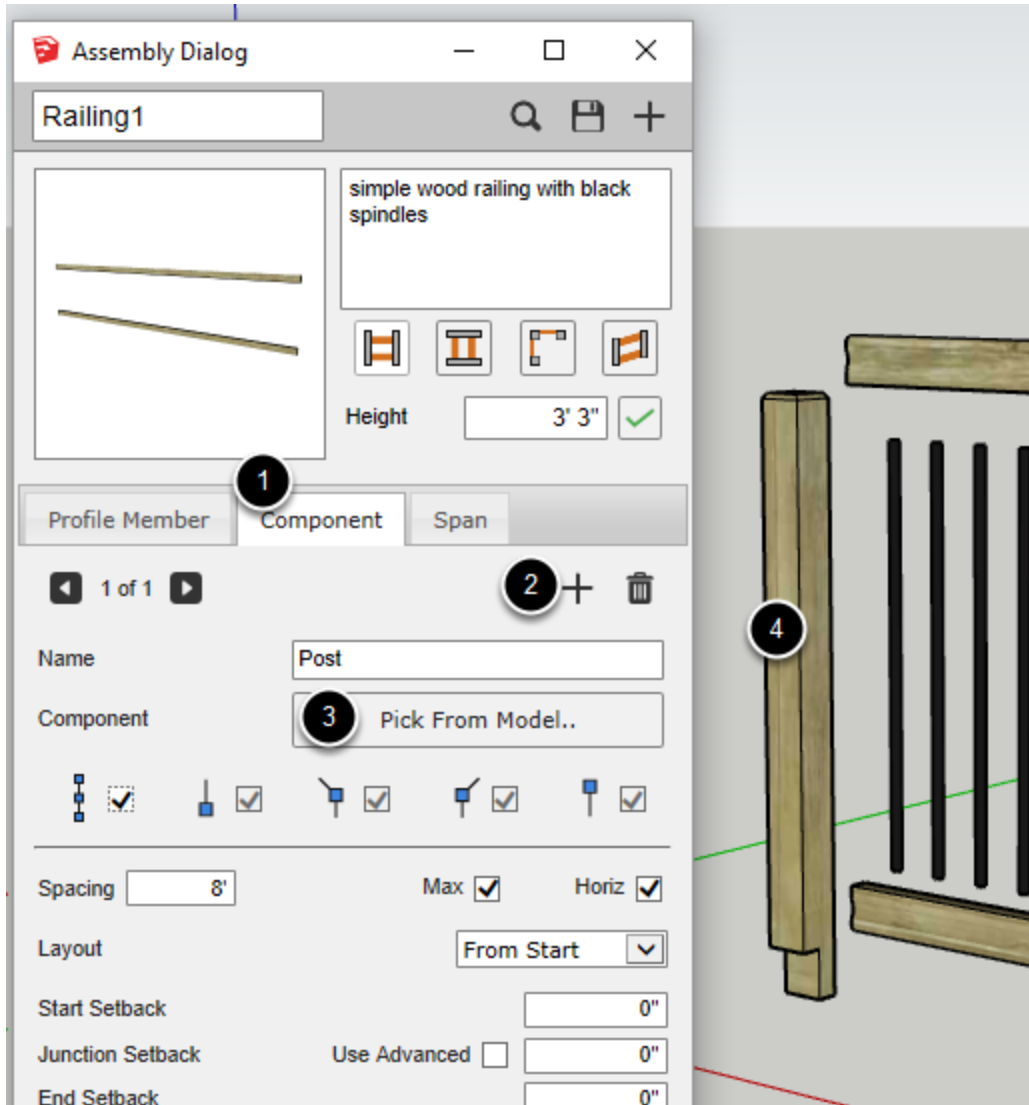 Assembly Dialog
Railing1
simple wood railing with black
spindles
Height 3' 3"
1
Profile Member Component Span
1 of 1 2
Name Post
Component 3 Pick From Model..
4
Spacing 8' Max Horiz
Layout From Start
Start Setback 0"
Junction Setback Use Advanced 0"
End Setback 0"